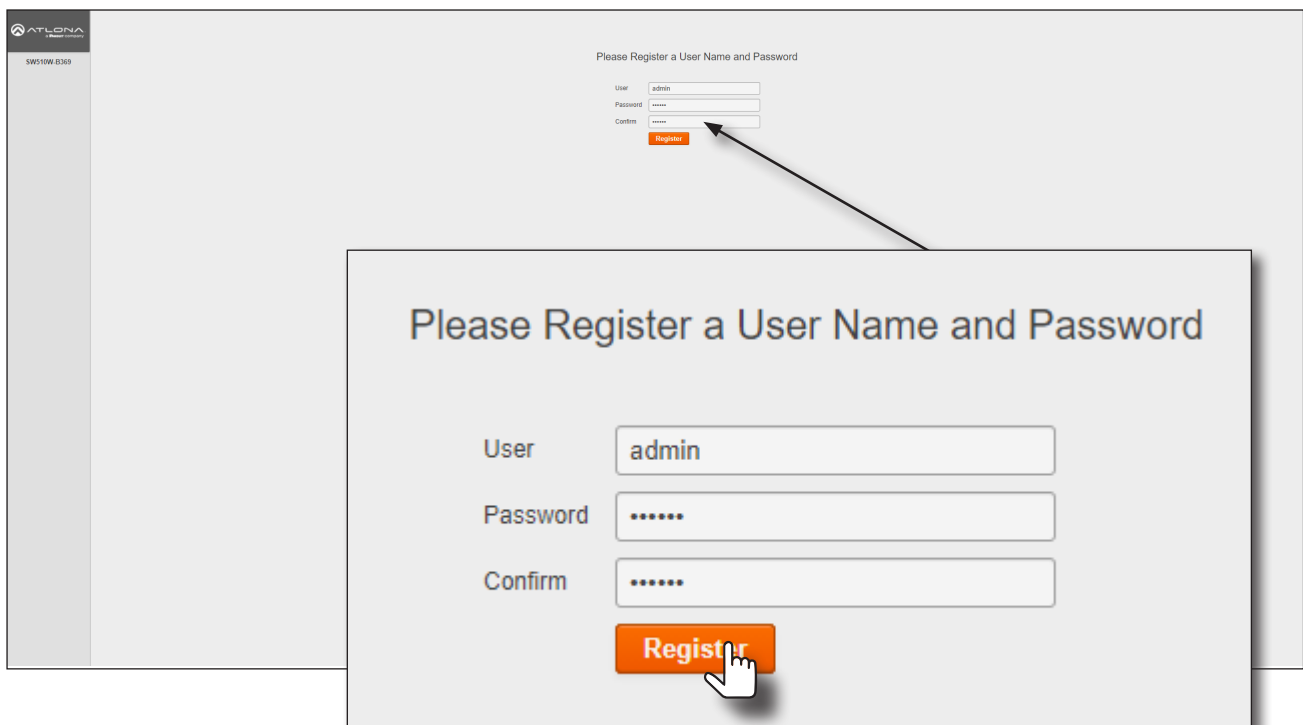 ATLONA
a Panduit company
SW510W-B369
Please Register a User Name and Password
User admin
Password ••••••
Confirm ••••••
Register
Please Register a User Name and Password
User admin
Password ••••••
Confirm ••••••
Register